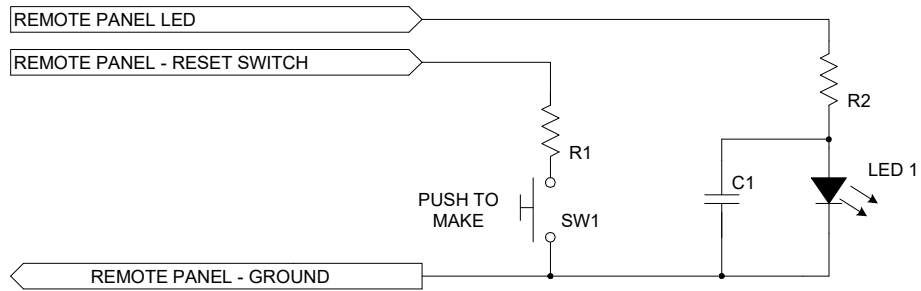 REMOTE PANEL LED
REMOTE PANEL - RESET SWITCH
R2
R1
LED 1
C1
PUSH TO
MAKE
SW1
REMOTE PANEL - GROUND